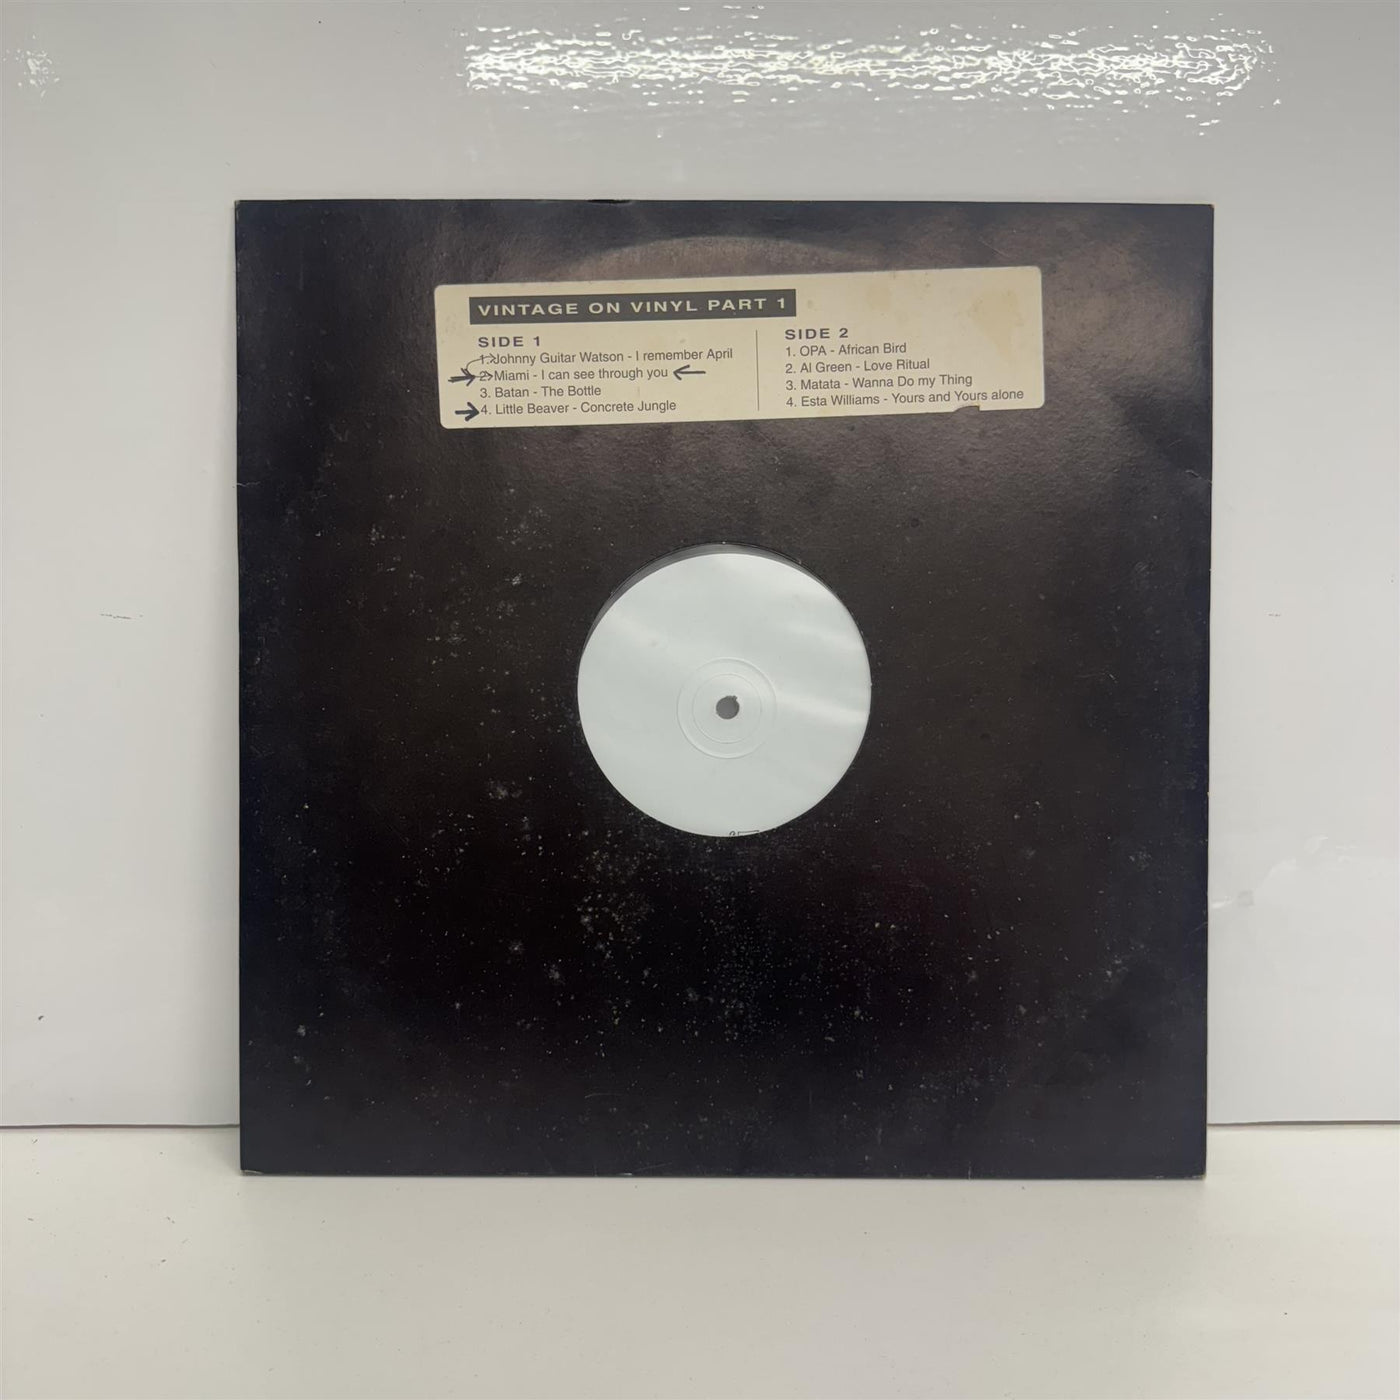 VINTAGE ON VINYL PART 1
SIDE 1
1. Johnny Guitar Watson - I remember April
2. Miami - I can see through you
3. Batan - The Bottle
4. Little Beaver - Concrete Jungle
SIDE 2
1. OPA - African Bird
2. Al Green - Love Ritual
3. Matata - Wanna Do my Thing
4. Esta Williams - Yours and Yours alone